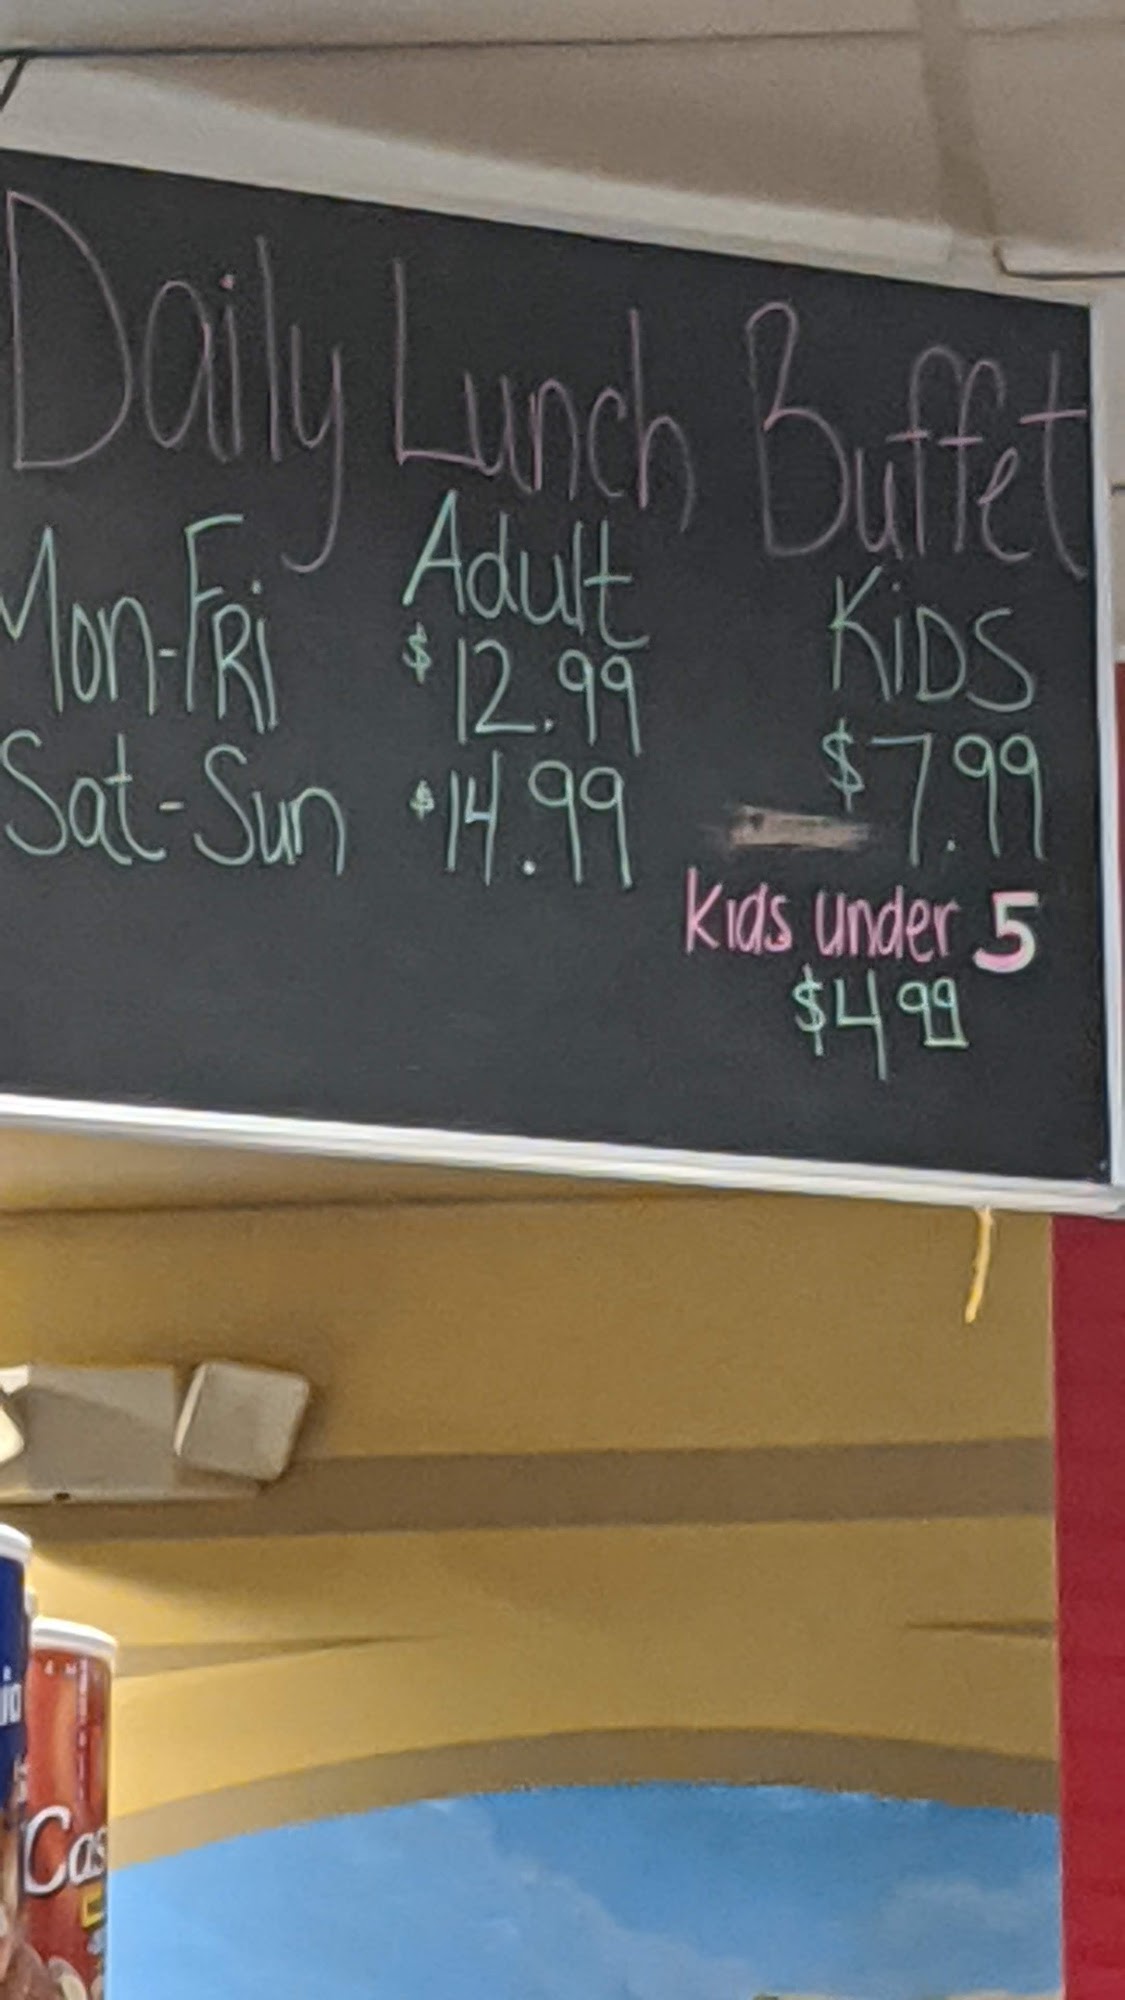 Daily Lunch Buffet
Adult KiDS
Mon-FRi $12.99 $7.99
Sat-Sun $14.99
Kids under 5
$4 99
Cas